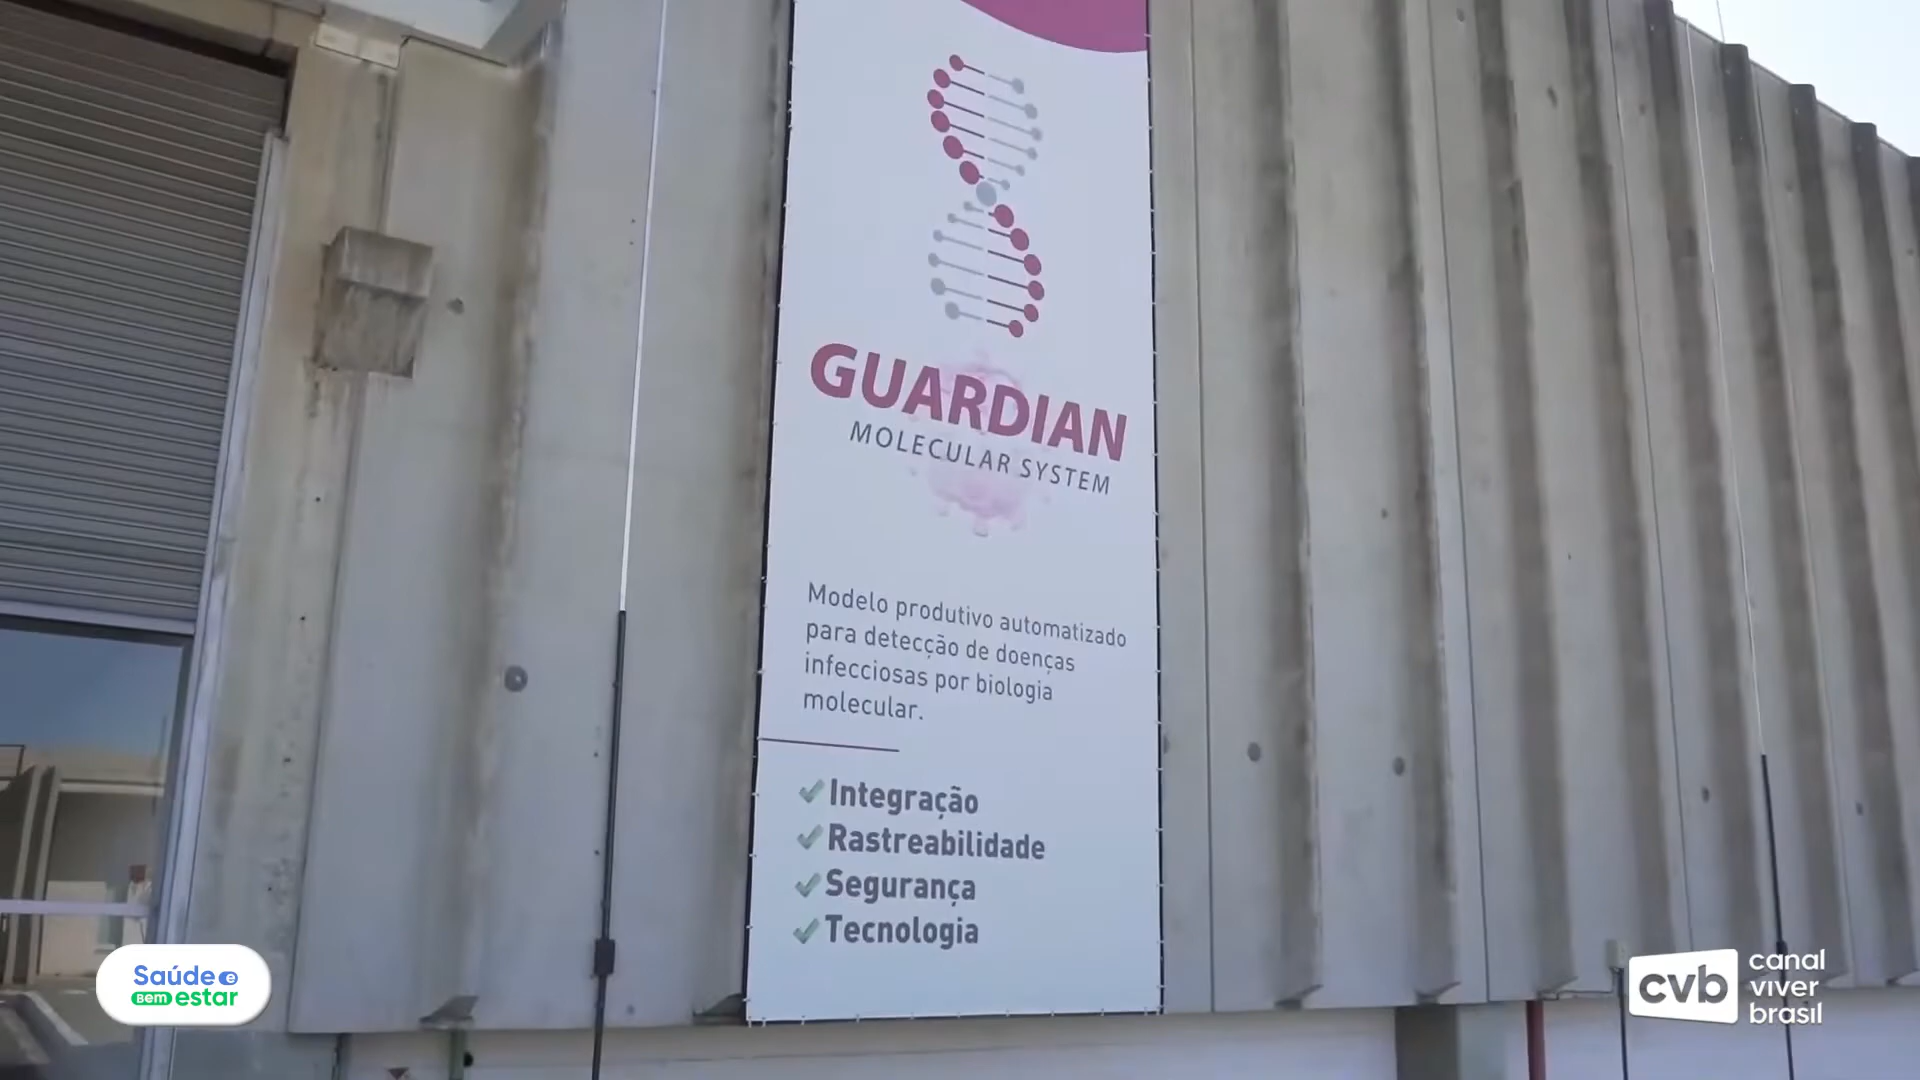 GUARDIAN
MOLECULAR SYSTEM
Modelo produtivo automatizado
para detecção de doenças
infecciosas por biologia
molecular.
Integração
Rastreabilidade
Segurança
Tecnologia
Saúde e
BEM estar
cvb
canal
viver
brasil